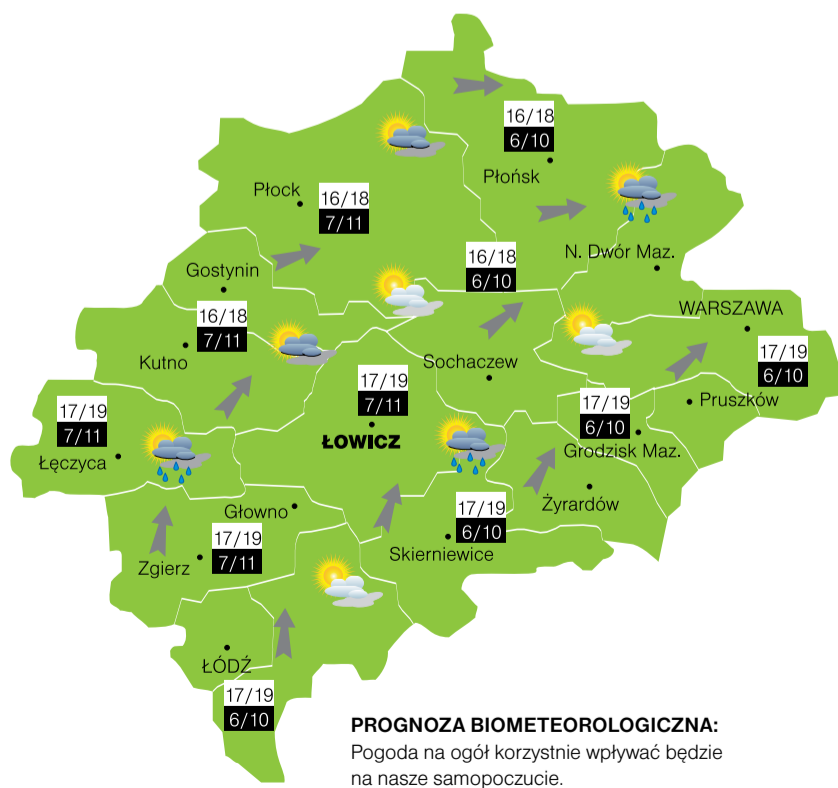 16/18
6/10
Płońsk
Płock
16/18
7/11
N. Dwór Maz.
16/18
6/10
Gostynin
16/18
7/11
Kutno
WARSZAWA
17/19
6/10
Sochaczew
17/19
7/11
ŁOWICZ
Pruszków
17/19
6/10
Grodzisk Maz.
17/19
7/11
Łęczyca
Żyrardów
Głowno
17/19
6/10
Skierniewice
17/19
7/11
Zgierz
ŁÓDŹ
17/19
6/10
PROGNOZA BIOMETEOROLOGICZNA:
Pogoda na ogół korzystnie wpływać będzie
na nasze samopoczucie.